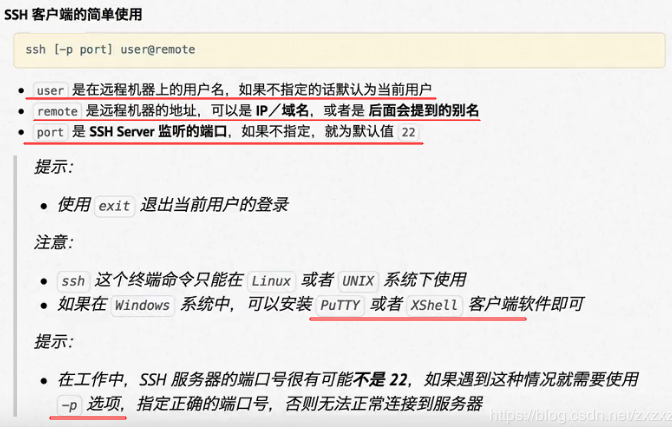 SSH 客户端的简单使用
ssh [-p port] user@remote
• user 是在远程机器上的用户名，如果不指定的话默认为当前用户
• remote 是远程机器的地址，可以是 IP／域名，或者是 后面会提到的别名
• port 是 SSH Server 监听的端口，如果不指定，就为默认值 22
提示：
• 使用 exit 退出当前用户的登录
注意：
• ssh 这个终端命令只能在 Linux 或者 UNIX 系统下使用
• 如果在 Windows 系统中，可以安装 PuTTY 或者 XShell 客户端软件即可
提示：
• 在工作中，SSH 服务器的端口号很有可能不是 22，如果遇到这种情况就需要使用
-p 选项，指定正确的端口号，否则无法正常连接到服务器
https://blog.csdn.net/zxzxz